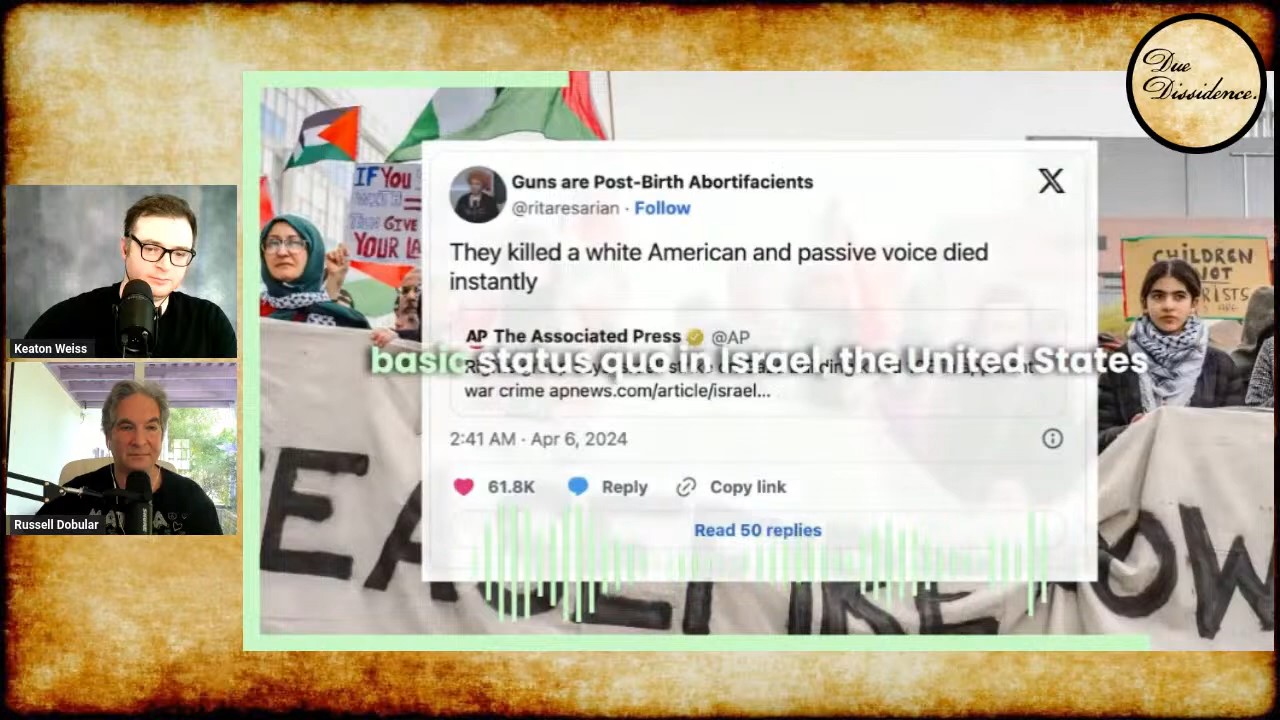 Due
Dissidence.
IF YOU
GIVE
YOUR
Guns are Post-Birth Abortifacients
@ritaresarian · Follow
They killed a white American and passive voice died
instantly
AP The Associated Press @AP
basic status quo in Israel, the United States
war crime apnews.com/article/israel...
2:41 AM · Apr 6, 2024
61.8K Reply Copy link
Read 50 replies
CHILDREN
NOT
Keaton Weiss
Russell Dobular